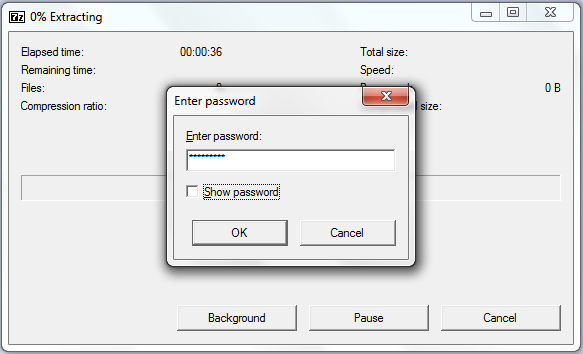 7z 0% Extracting
Elapsed time: 00:00:36 Total size:
Remaining time: Speed:
Files: 0 B
Compression ratio: size:
Enter password
Enter password:
*********
Show password
OK Cancel
Background Pause Cancel